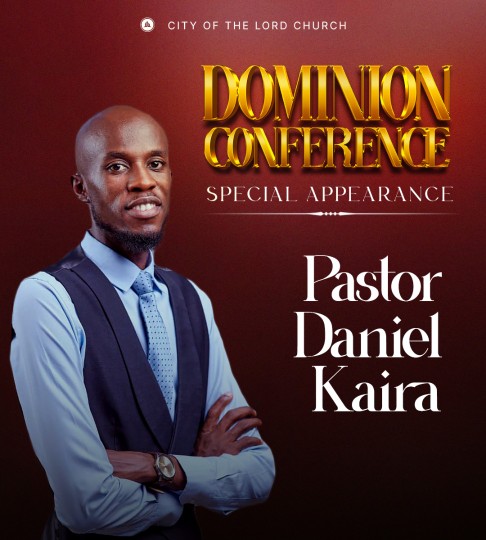 CITY OF THE LORD CHURCH
DOMINION
CONFERENCE
SPECIAL APPEARANCE
Pastor
Daniel
Kaira